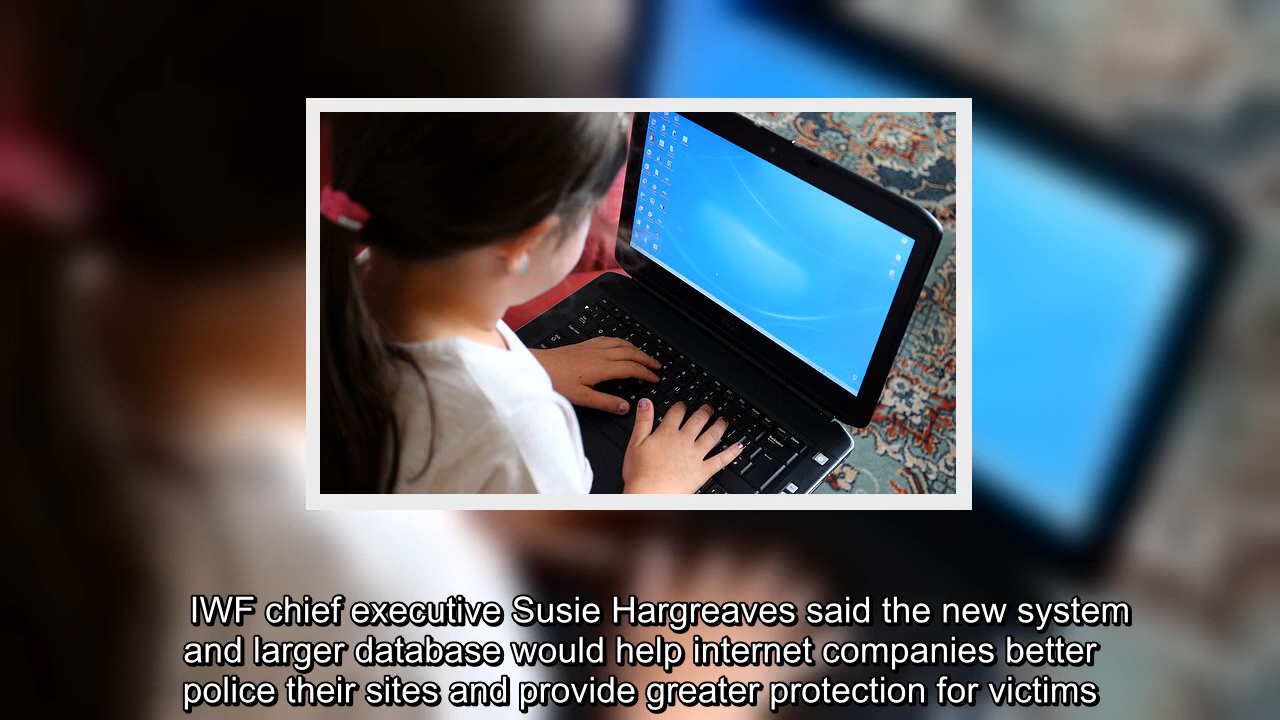 IWF chief executive Susie Hargreaves said the new system
and larger database would help internet companies better
police their sites and provide greater protection for victims